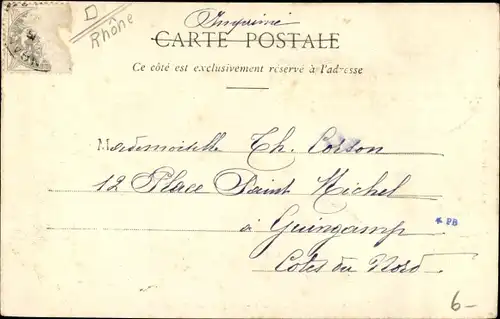 Imprimé
Rhône
CARTE POSTALE
Ce côté est exclusivement réservé à l'adresse
Mademoiselle Th. Corson
12 Place Saint Michel
à Guingamp
* PB
Côtes du Nord
6-